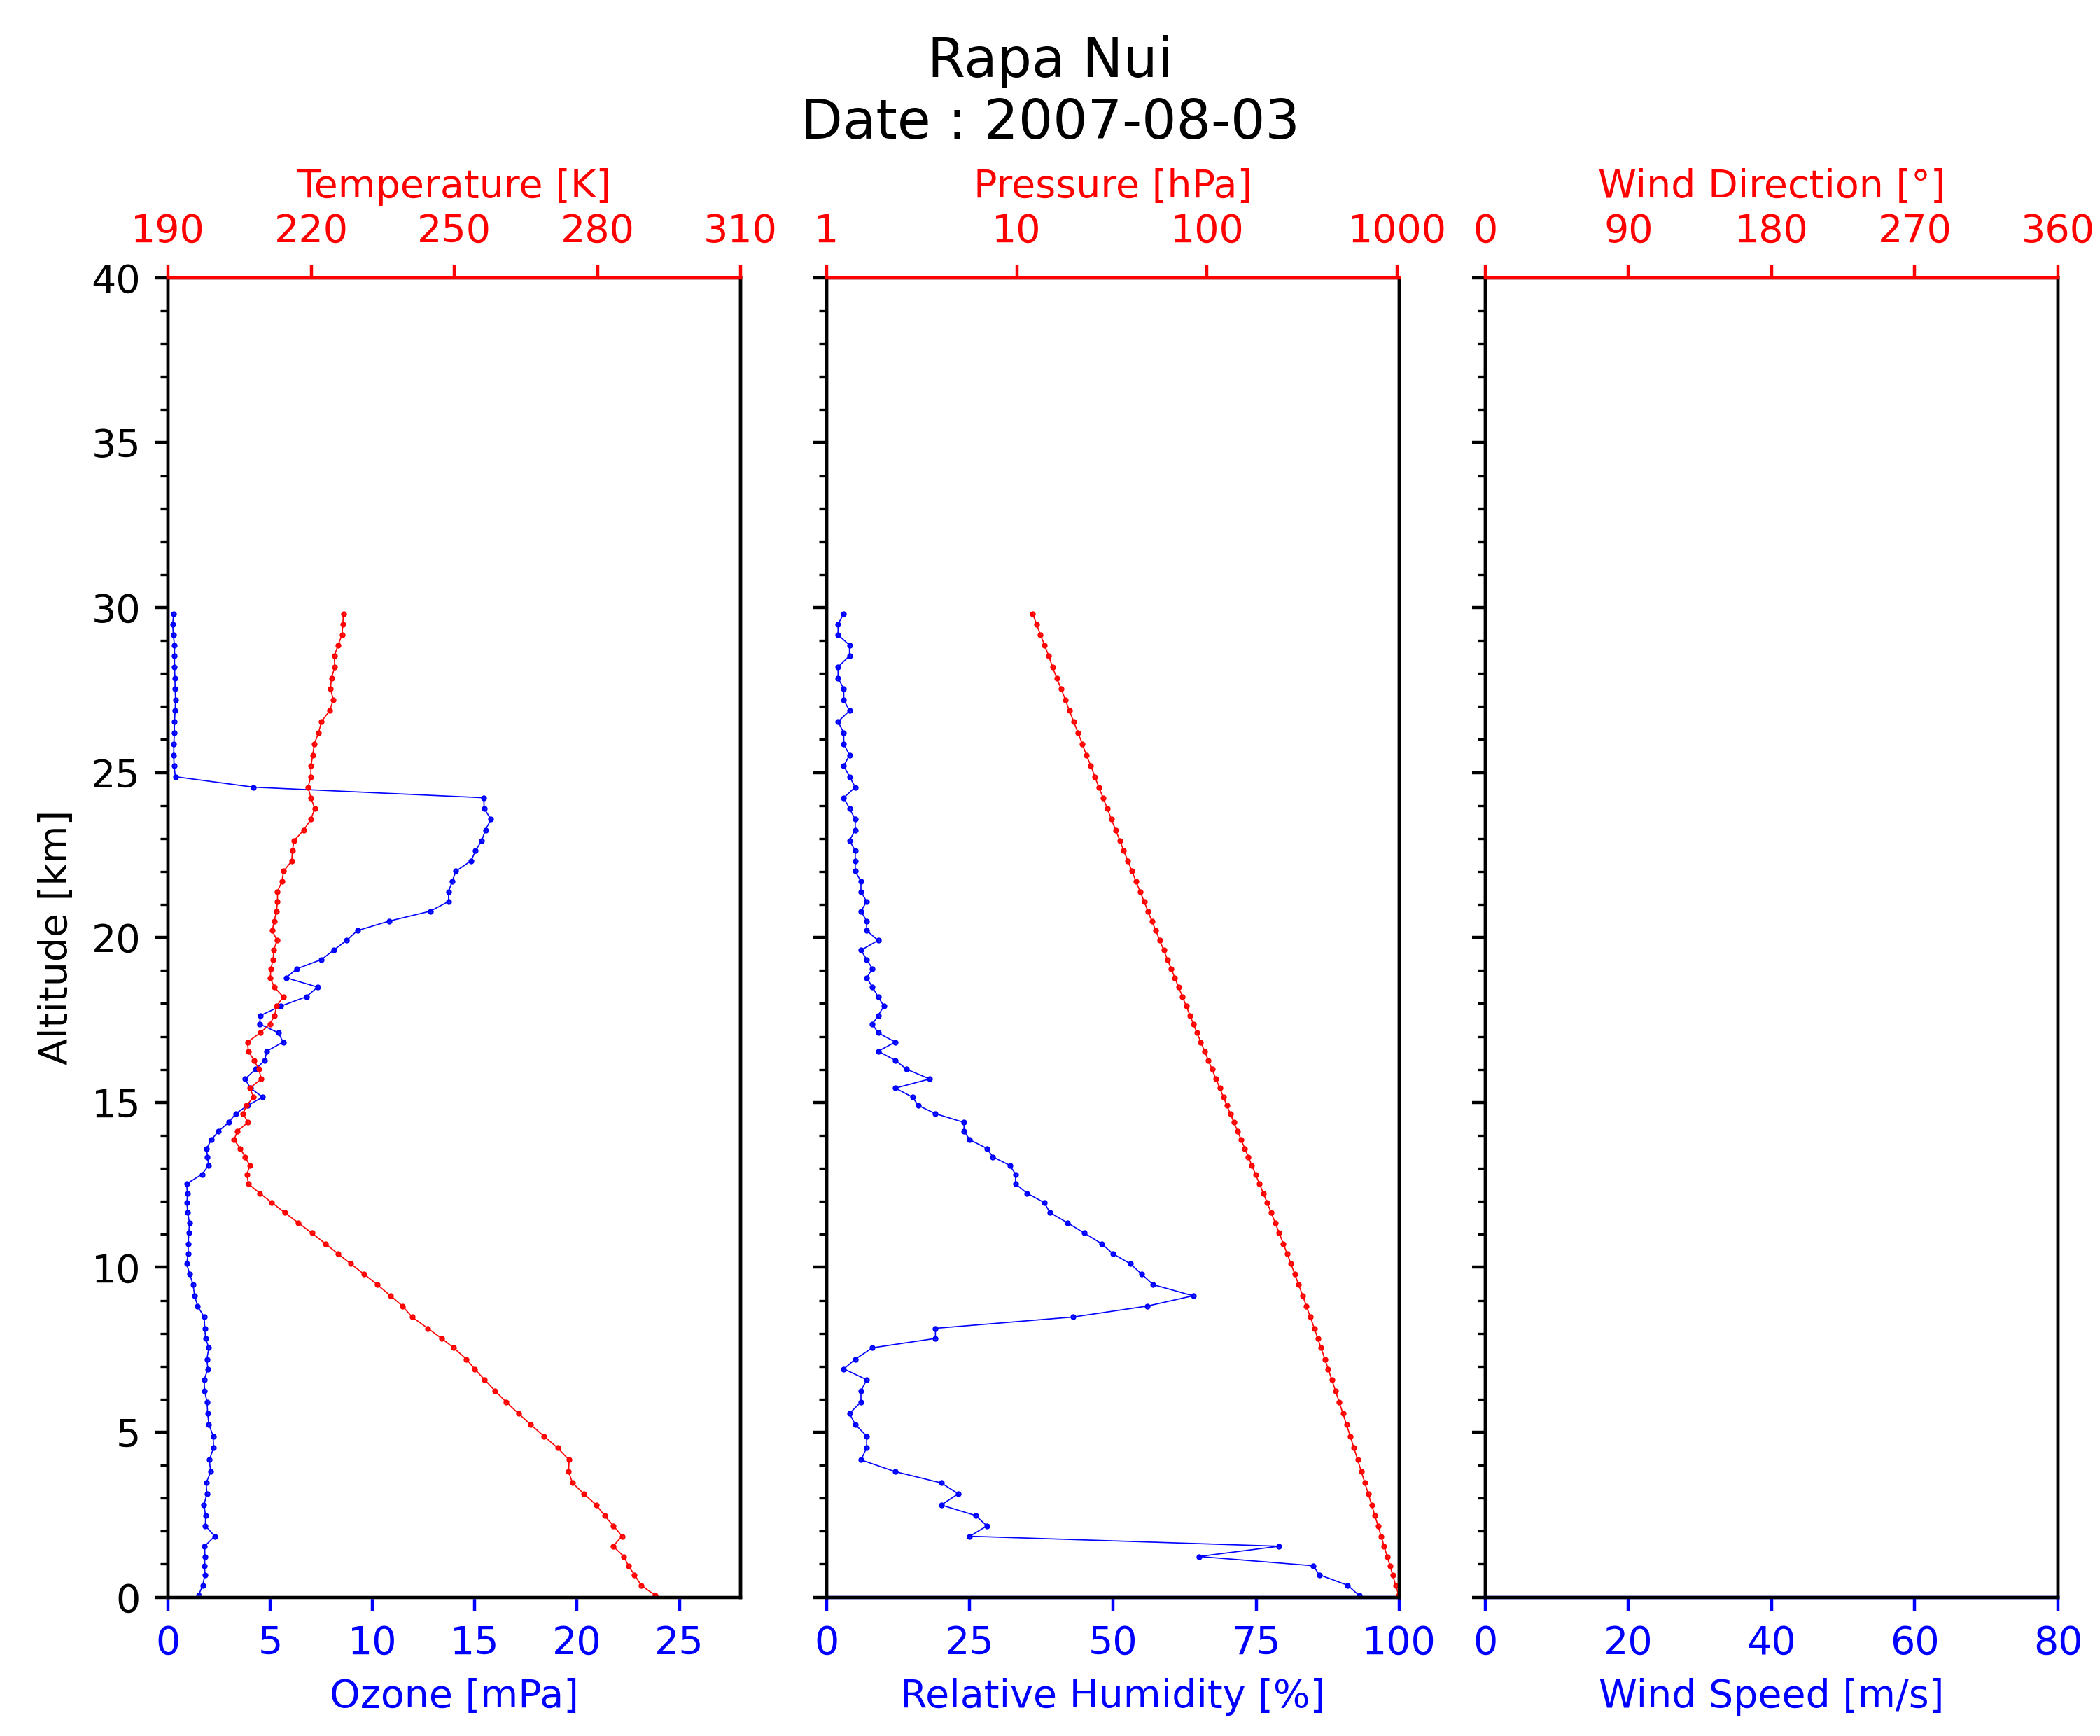 Rapa Nui
Date : 2007-08-03
Temperature [K]
190 220 250 280 310
Pressure [hPa]
1 10 100 1000
Wind Direction [°]
0 90 180 270 360
Altitude [km]
40
35
30
25
20
15
10
5
0
0 5 10 15 20 25
Ozone [mPa]
0 25 50 75 100
Relative Humidity [%]
0 20 40 60 80
Wind Speed [m/s]